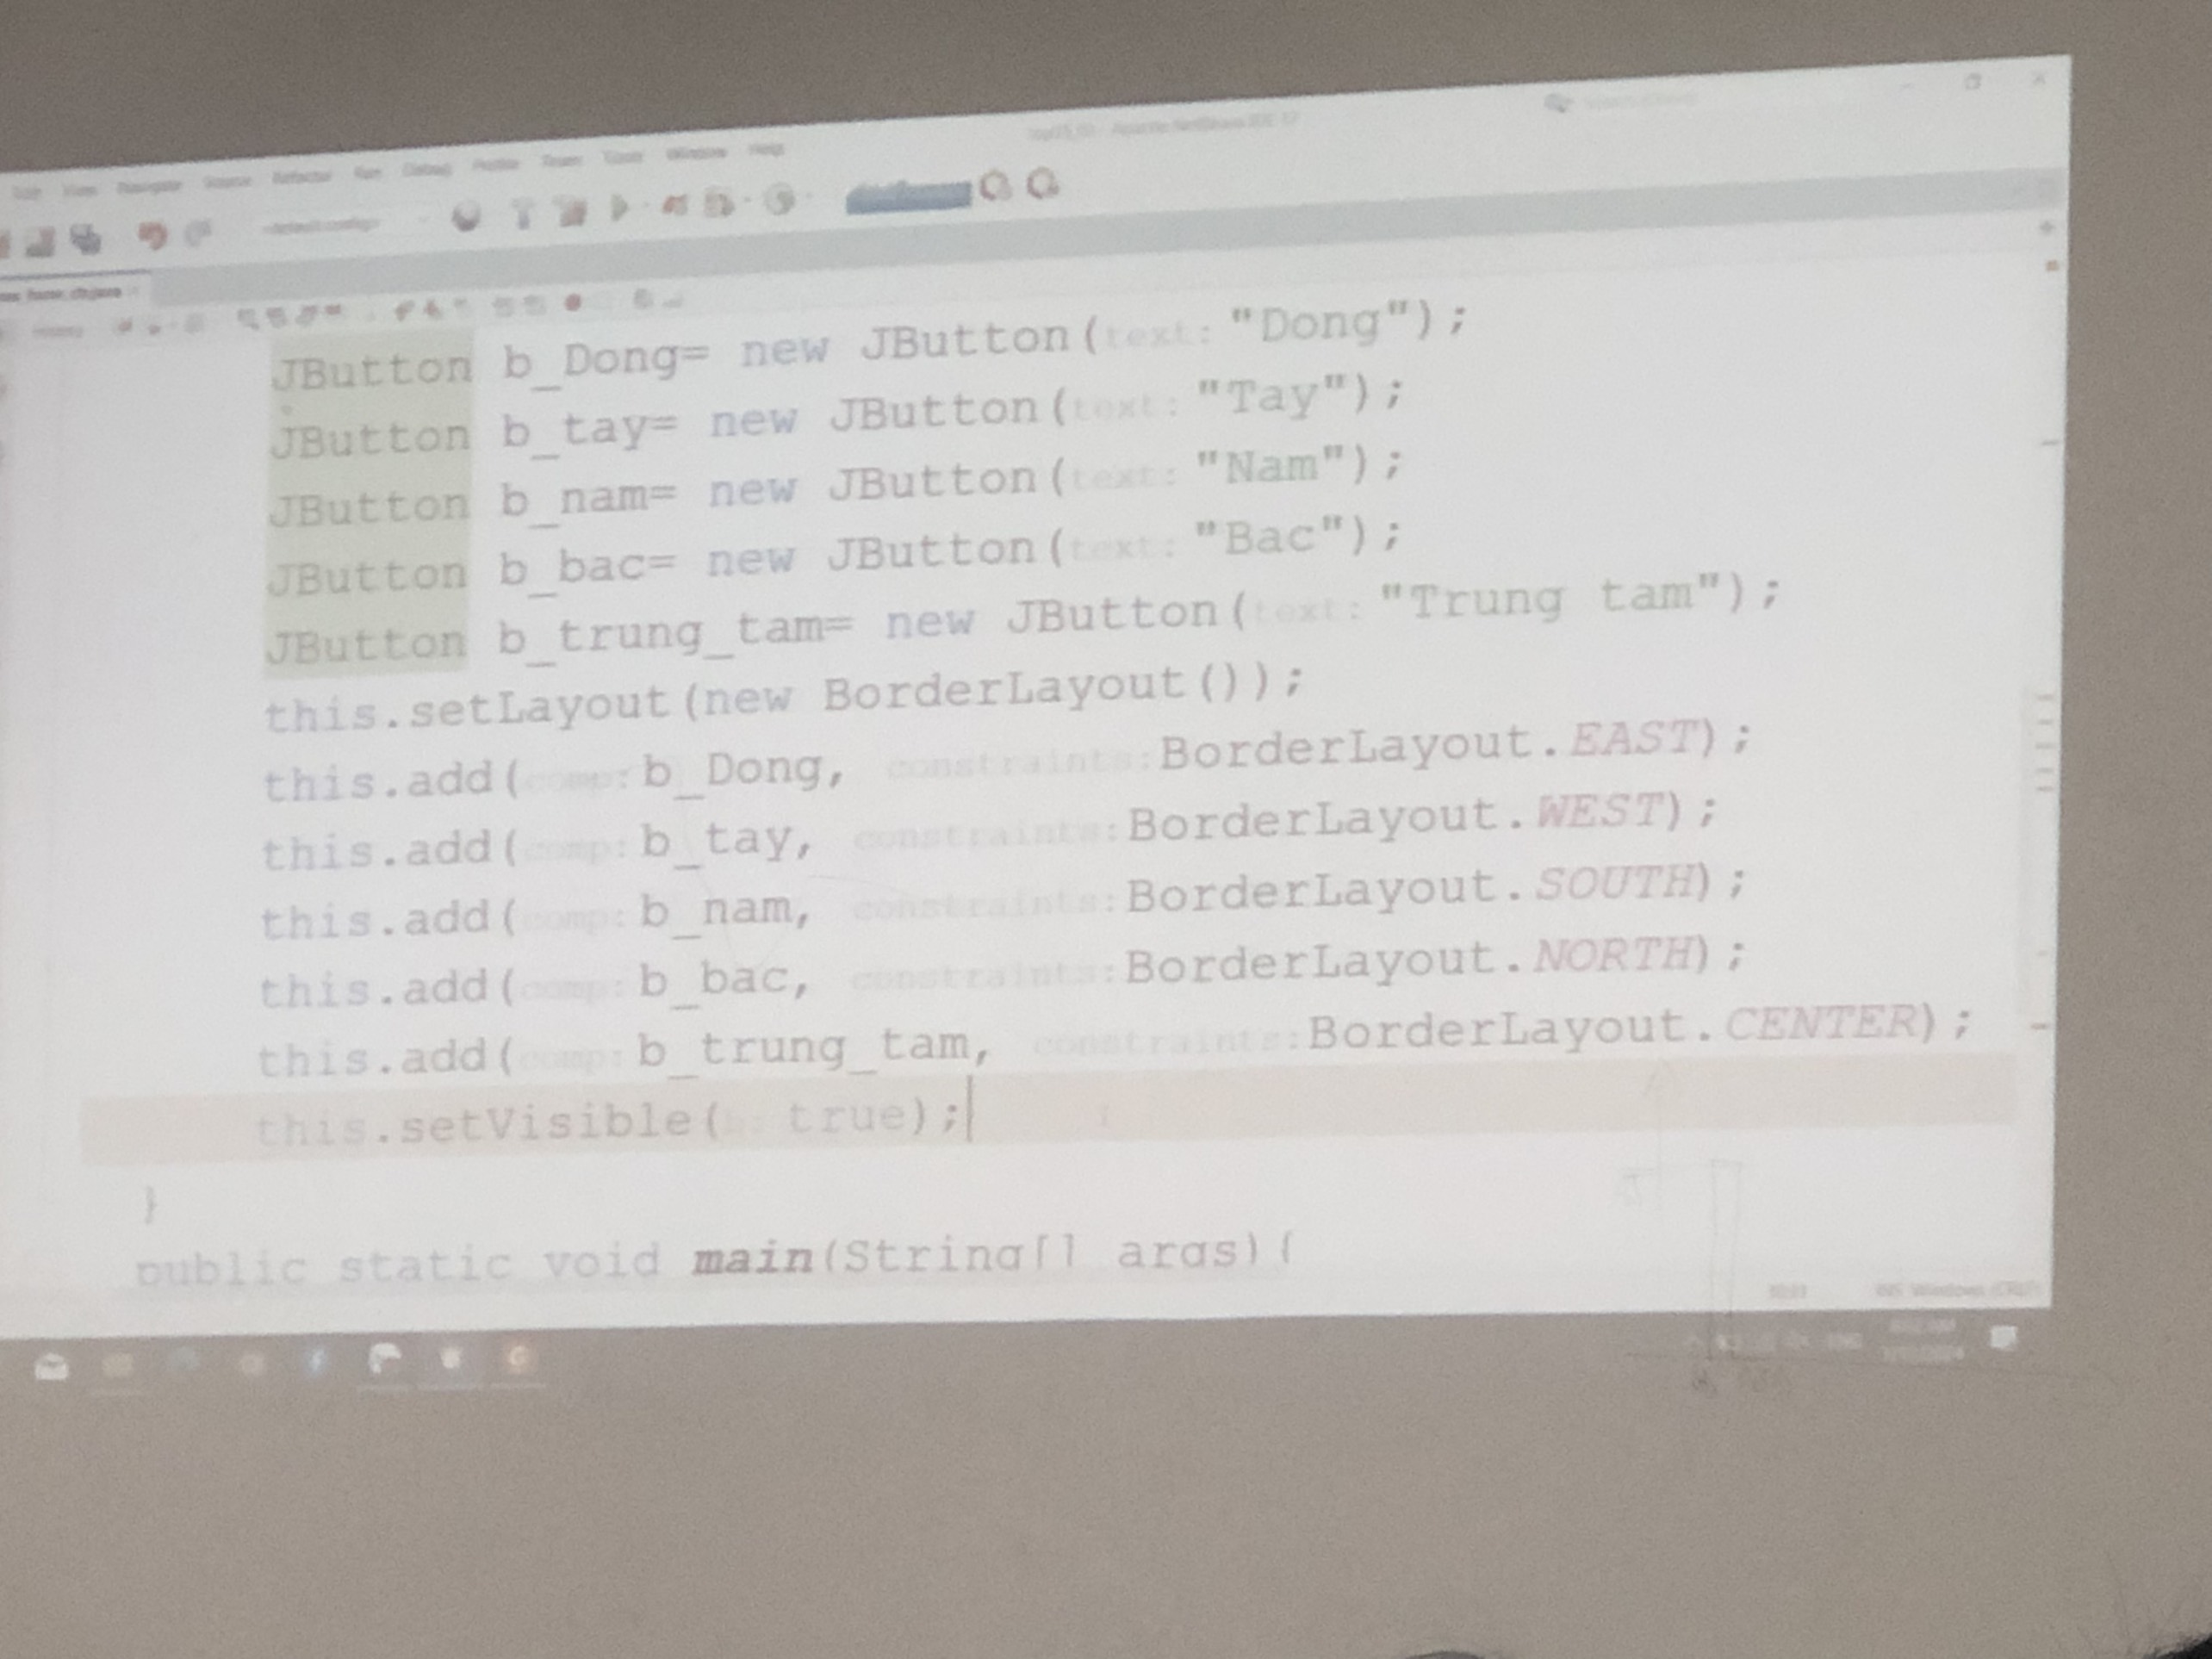 View Navigate Source Refactor Run Debug Profile Team Tools Window Help
JButton b_Dong= new JButton(text: "Dong");
JButton b_tay= new JButton(text: "Tay");
JButton b_nam= new JButton(text: "Nam");
JButton b_bac= new JButton(text: "Bac");
JButton b_trung_tam= new JButton(text: "Trung tam");
this.setLayout(new BorderLayout());
this.add(comp: b_Dong, constraints:BorderLayout.EAST);
this.add(comp: b_tay, constraints:BorderLayout.WEST);
this.add(comp: b_nam, constraints:BorderLayout.SOUTH);
this.add(comp: b_bac, constraints:BorderLayout.NORTH);
this.add(comp: b_trung_tam, constraints:BorderLayout.CENTER);
this.setVisible(b: true);
}
public static void main(String[] args){